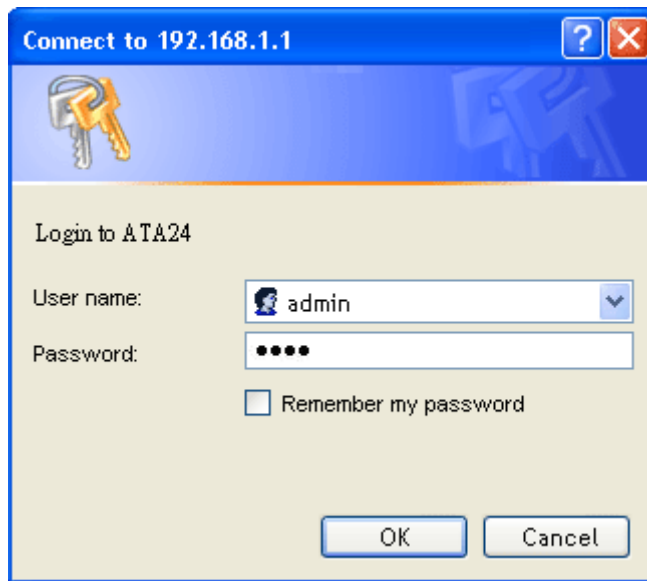 Connect to 192.168.1.1
Login to ATA24
User name:
admin
Password:
••••
Remember my password
OK
Cancel